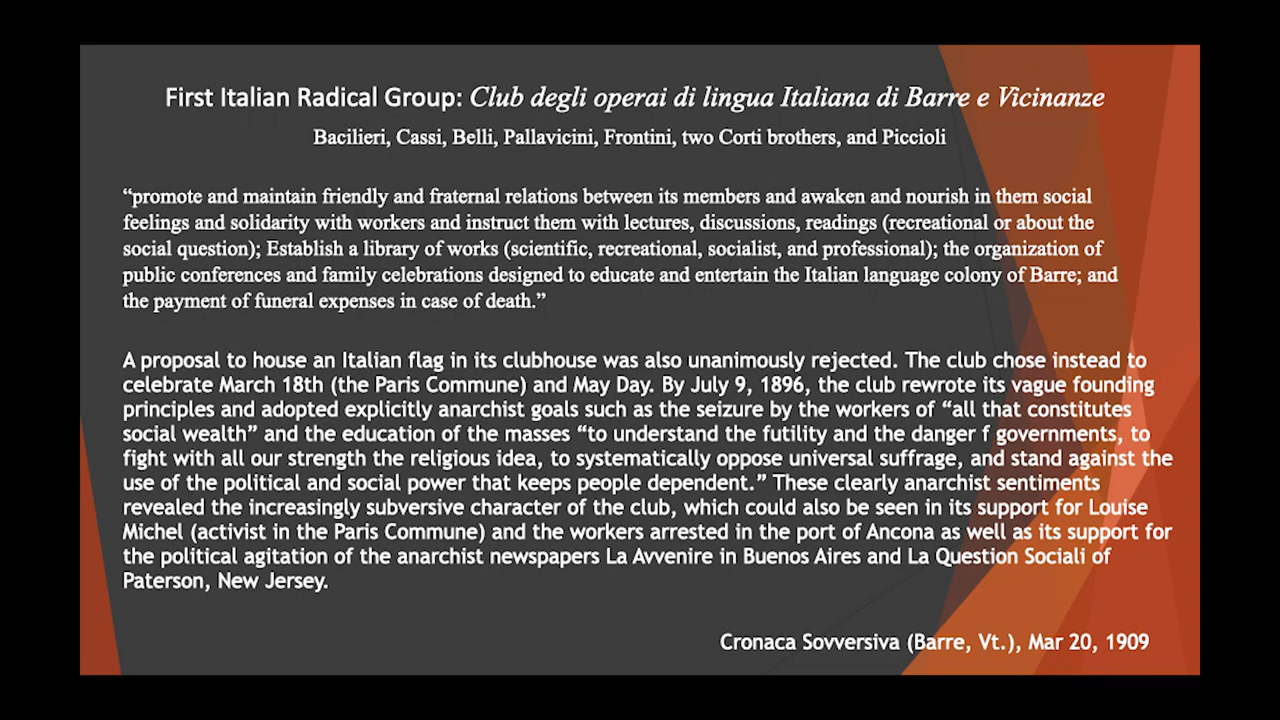 First Italian Radical Group: Club degli operai di lingua Italiana di Barre e Vicinanze
Bacilieri, Cassi, Belli, Pallavicini, Frontini, two Corti brothers, and Piccioli
“promote and maintain friendly and fraternal relations between its members and awaken and nourish in them social
feelings and solidarity with workers and instruct them with lectures, discussions, readings (recreational or about the
social question); Establish a library of works (scientific, recreational, socialist, and professional); the organization of
public conferences and family celebrations designed to educate and entertain the Italian language colony of Barre; and
the payment of funeral expenses in case of death.”
A proposal to house an Italian flag in its clubhouse was also unanimously rejected. The club chose instead to
celebrate March 18th (the Paris Commune) and May Day. By July 9, 1896, the club rewrote its vague founding
principles and adopted explicitly anarchist goals such as the seizure by the workers of “all that constitutes
social wealth” and the education of the masses “to understand the futility and the danger f governments, to
fight with all our strength the religious idea, to systematically oppose universal suffrage, and stand against the
use of the political and social power that keeps people dependent.” These clearly anarchist sentiments
revealed the increasingly subversive character of the club, which could also be seen in its support for Louise
Michel (activist in the Paris Commune) and the workers arrested in the port of Ancona as well as its support for
the political agitation of the anarchist newspapers La Avvenire in Buenos Aires and La Question Sociali of
Paterson, New Jersey.
Cronaca Sovversiva (Barre, Vt.), Mar 20, 1909